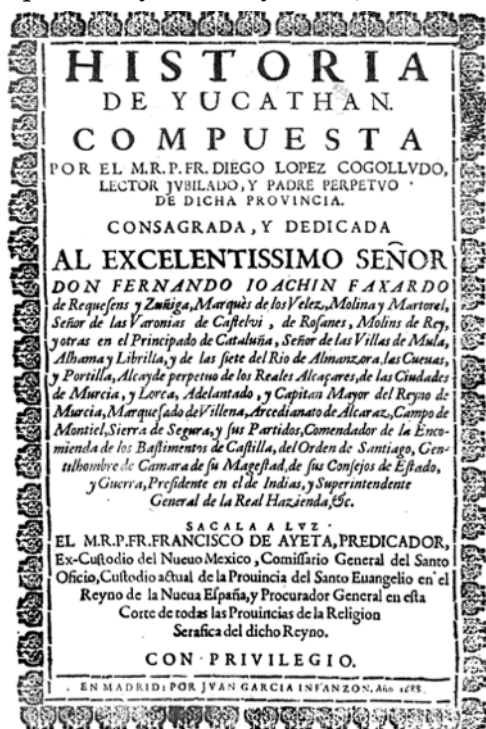 HISTORIA
DE YUCATHAN.
COMPUESTA
POR EL M.R.P.FR. DIEGO LOPEZ COGOLLVDO,
LECTOR JVBILADO, Y PADRE PERPETVO
DE DICHA PROVINCIA.
CONSAGRADA, Y DEDICADA
AL EXCELENTISSIMO SEÑOR
DON FERNANDO IOACHIN FAXARDO
de Requeſens y Zuñiga, Marquès de los Velez, Molina y Martorel,
Señor de las Varonias de Caſtelvi, de Roſanes, Molins de Rey,
y otras en el Principado de Cataluña, Señor de las Villas de Mula,
Alhama y Librilla, y de las ſiete del Rio de Almanzora, las Cueuas,
y Portilla, Alcayde perpetuo de los Reales Alcaçares, de las Ciudades
de Murcia, y Lorca, Adelantado, y Capitan Mayor del Reyno de
Murcia, Marqueſado de Villena, Arcedianato de Alcaraz, Campo de
Montiel, Sierra de Segura, y ſus Partidos, Comendador de la Enco-
mienda de los Baſtimentos de Caſtilla, del Orden de Santiago, Gen-
tilhombre de Camara de ſu Mageſtad, de ſus Conſejos de Eſtado,
y Guerra, Preſidente en el de Indias, y Superintendente
General de la Real Hazienda, &c.
SACALA A LVZ
EL M.R.P.FR.FRANCISCO DE AYETA, PREDICADOR,
Ex-Cuſtodio del Nueuo Mexico, Comiſſario General del Santo
Oficio, Cuſtodio actual de la Prouincia del Santo Euangelio en el
Reyno de la Nueua Eſpaña, y Procurador General en eſta
Corte de todas las Prouincias de la Religion
Serafica del dicho Reyno.
CON PRIVILEGIO.
EN MADRID: POR JVAN GARCIA INFANZON. Año 1688.